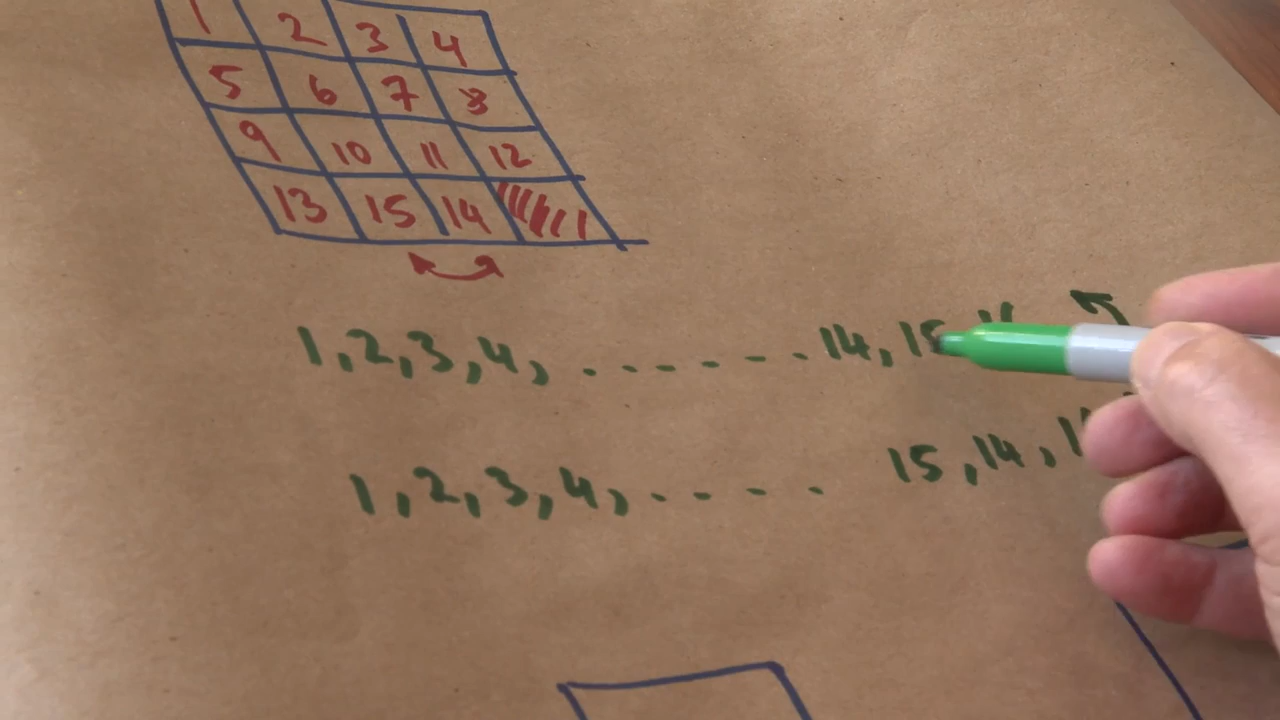 1 2 3 4
5 6 7 8
9 10 11 12
13 15 14
1,2,3,4, . . . . . . . 14, 15
1,2,3,4, . . . . 15, 14,